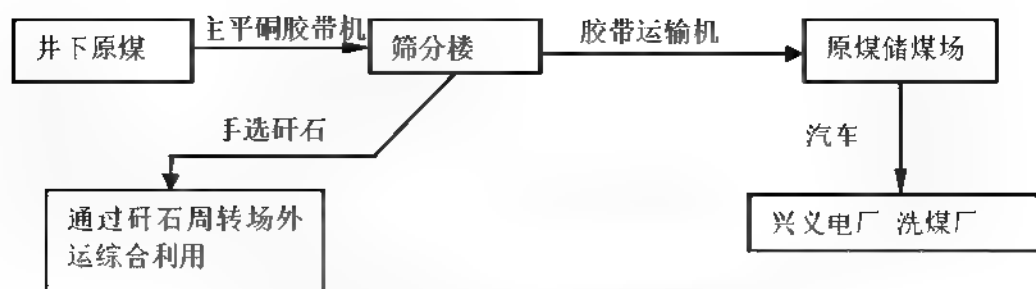 井下原煤
主平硐胶带机
筛分楼
胶带运输机
原煤储煤场
手选矸石
汽车
通过矸石周转场外
运综合利用
兴义电厂 洗煤厂